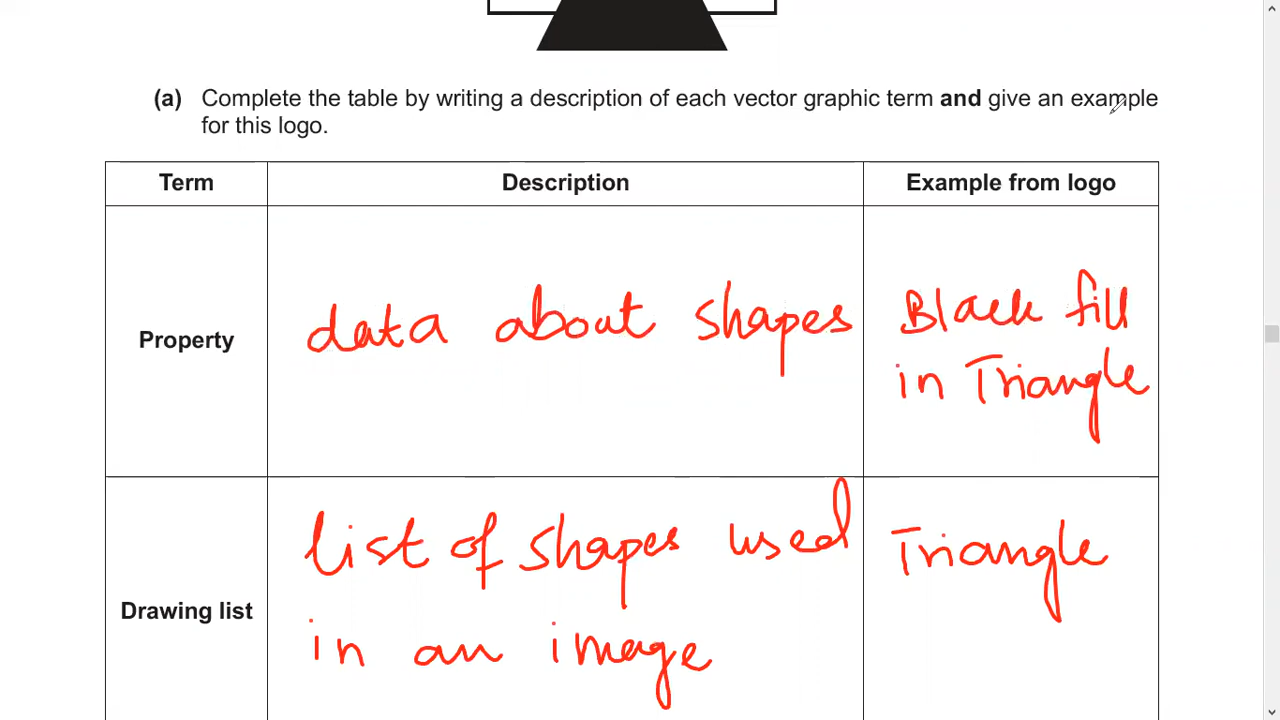 (a) Complete the table by writing a description of each vector graphic term and give an example
for this logo.
Term Description Example from logo
Property
data about shapes
Black fill
in Triangle
Drawing list
list of shapes used
in an image
Triangle